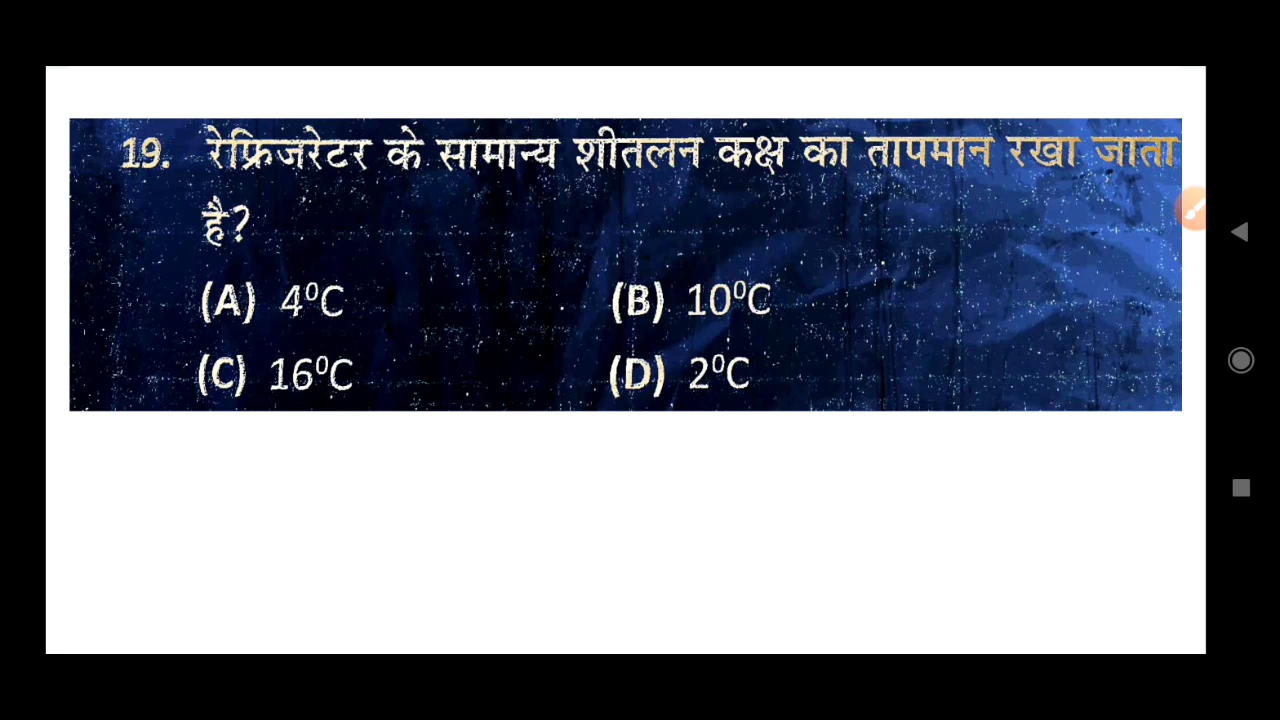 19. रेफ्रिजरेटर के सामान्य शीतलन कक्ष का तापमान रखा जाता
है?
(A) 4⁰C (B) 10⁰C
(C) 16⁰C (D) 2⁰C